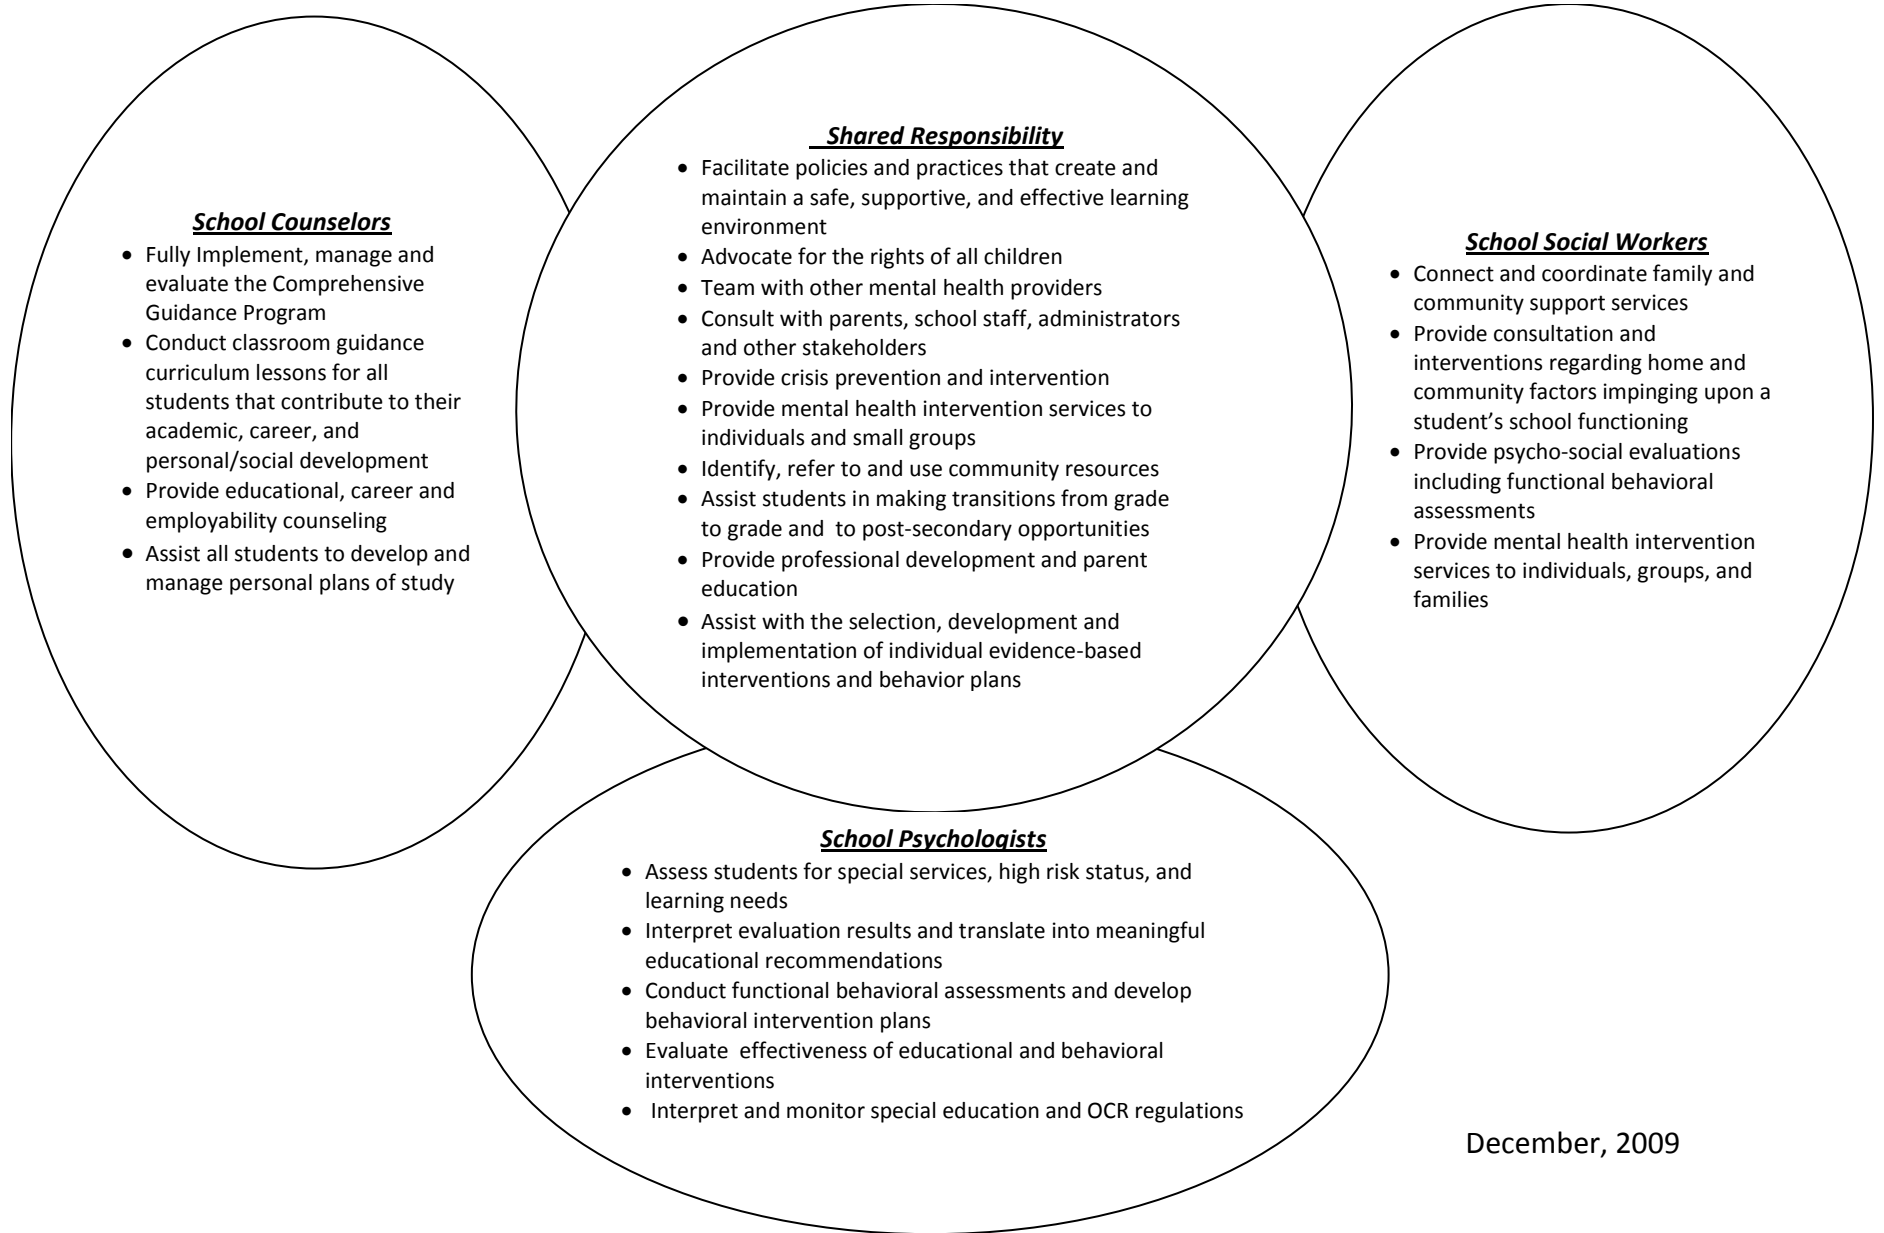 School Counselors
• Fully Implement, manage and
evaluate the Comprehensive
Guidance Program
• Conduct classroom guidance
curriculum lessons for all
students that contribute to their
academic, career, and
personal/social development
• Provide educational, career and
employability counseling
• Assist all students to develop and
manage personal plans of study
Shared Responsibility
• Facilitate policies and practices that create and
maintain a safe, supportive, and effective learning
environment
• Advocate for the rights of all children
• Team with other mental health providers
• Consult with parents, school staff, administrators
and other stakeholders
• Provide crisis prevention and intervention
• Provide mental health intervention services to
individuals and small groups
• Identify, refer to and use community resources
• Assist students in making transitions from grade
to grade and  to post-secondary opportunities
• Provide professional development and parent
education
• Assist with the selection, development and
implementation of individual evidence-based
interventions and behavior plans
School Social Workers
• Connect and coordinate family and
community support services
• Provide consultation and
interventions regarding home and
community factors impinging upon a
student’s school functioning
• Provide psycho-social evaluations
including functional behavioral
assessments
• Provide mental health intervention
services to individuals, groups, and
families
School Psychologists
• Assess students for special services, high risk status, and
learning needs
• Interpret evaluation results and translate into meaningful
educational recommendations
• Conduct functional behavioral assessments and develop
behavioral intervention plans
• Evaluate  effectiveness of educational and behavioral
interventions
• Interpret and monitor special education and OCR regulations
December, 2009